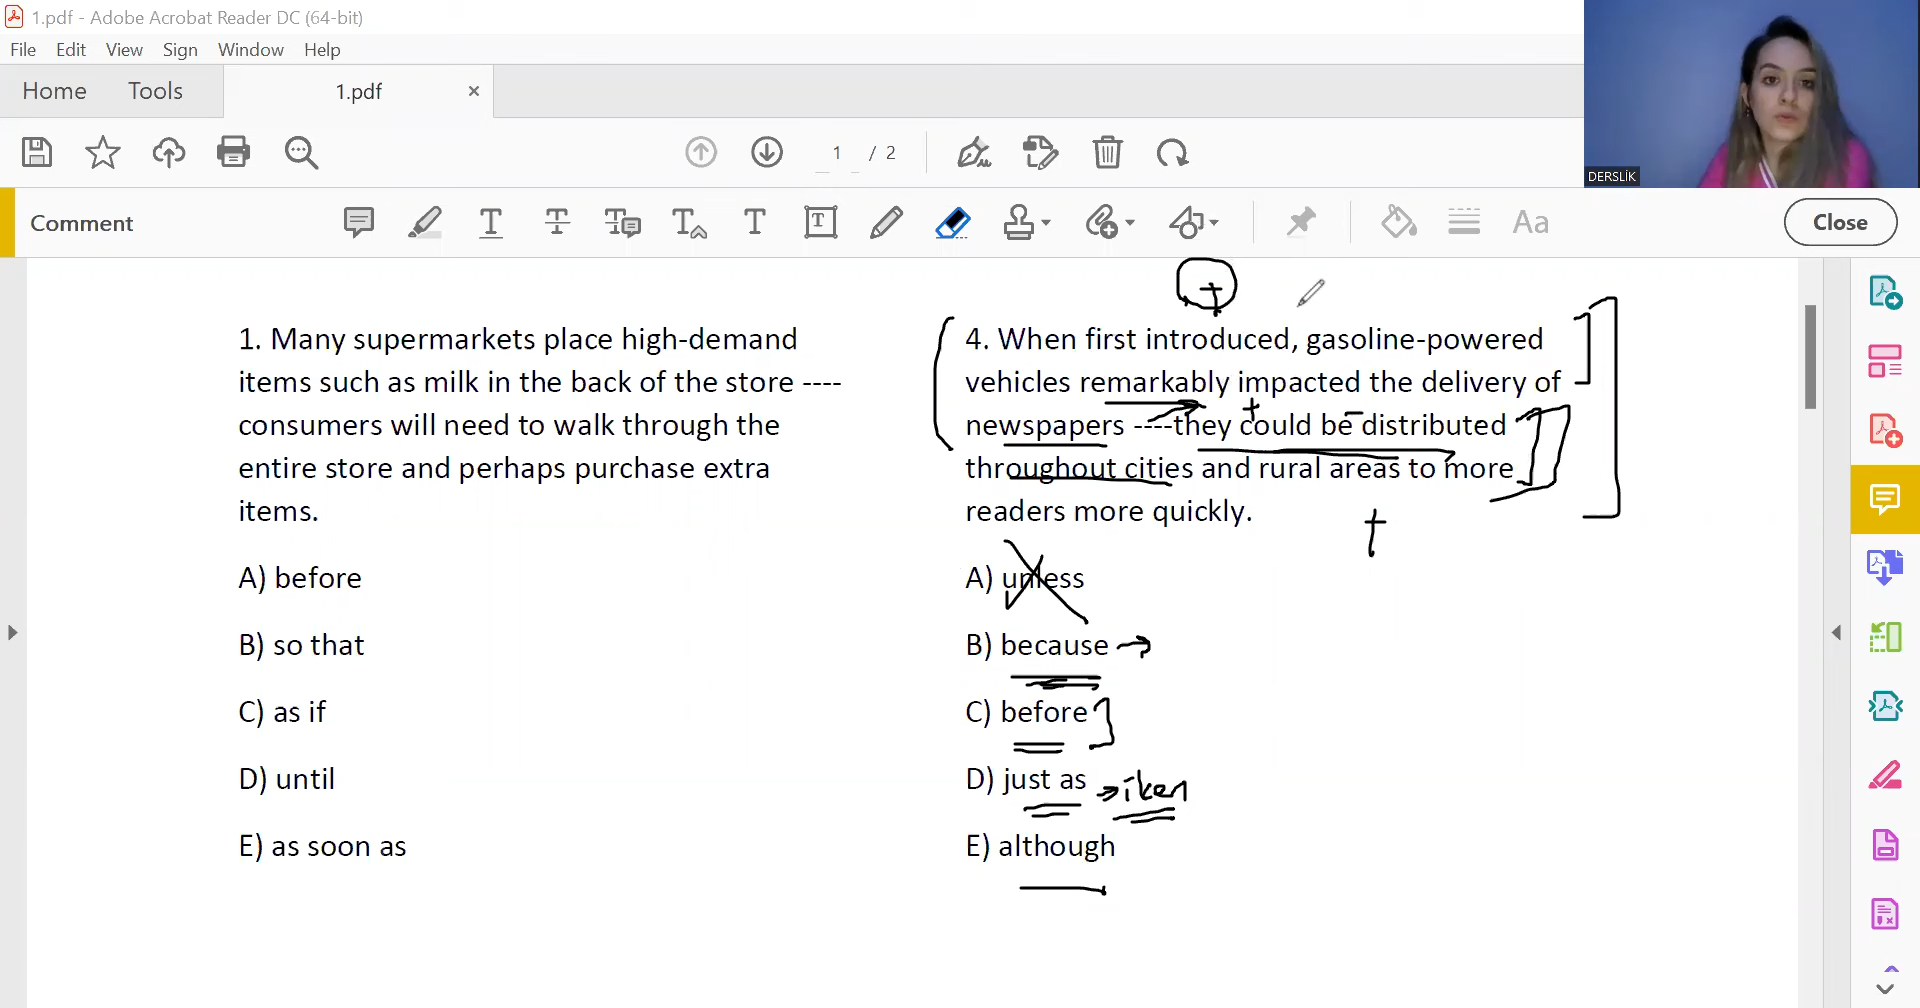 1.pdf - Adobe Acrobat Reader DC (64-bit)
File Edit View Sign Window Help
Home Tools 1.pdf ×
1 / 2
DERSLİK
Comment
T T T T T T Aa
Close
1. Many supermarkets place high-demand
items such as milk in the back of the store ----
consumers will need to walk through the
entire store and perhaps purchase extra
items.
A) before
B) so that
C) as if
D) until
E) as soon as
+
4. When first introduced, gasoline-powered
vehicles remarkably impacted the delivery of
+ -
newspapers ----they could be distributed
throughout cities and rural areas to more
readers more quickly.
+
A) unless
B) because →
C) before
D) just as → iken
E) although